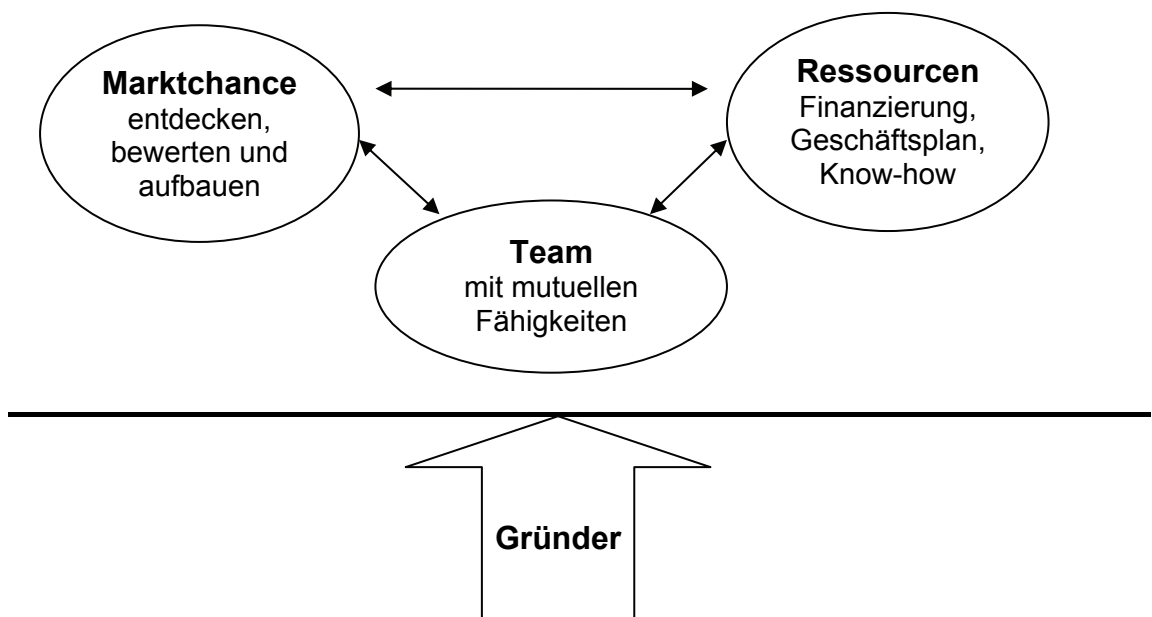 Marktchance
entdecken,
bewerten und
aufbauen
Ressourcen
Finanzierung,
Geschäftsplan,
Know-how
Team
mit mutuellen
Fähigkeiten
Gründer